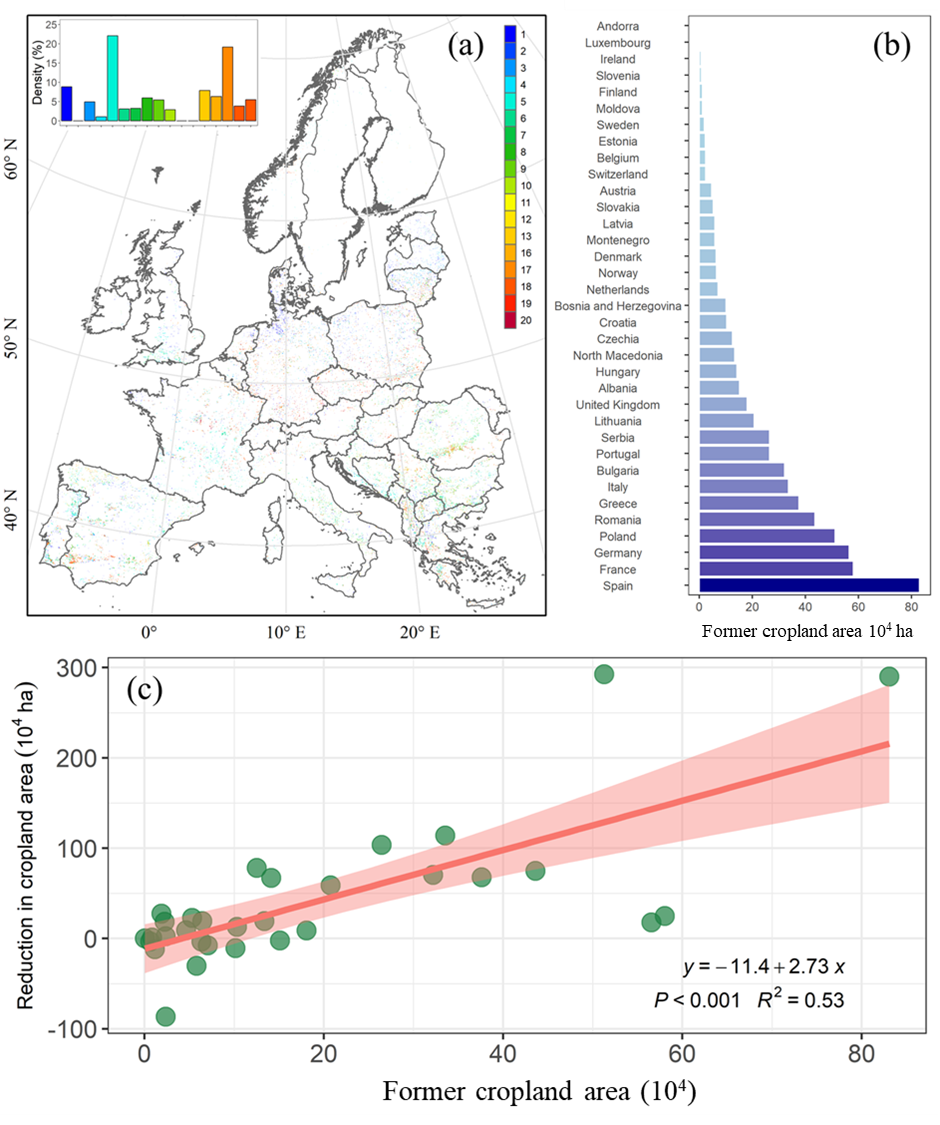 25
20
15
10
5
0
Density (%)
(a)
1
2
3
4
5
6
7
8
9
10
11
12
13
16
17
18
19
20
60° N
50° N
40° N
0°
10° E
20° E
(b)
Andorra
Luxembourg
Ireland
Slovenia
Finland
Moldova
Sweden
Estonia
Belgium
Switzerland
Austria
Slovakia
Latvia
Montenegro
Denmark
Norway
Netherlands
Bosnia and Herzegovina
Croatia
Czechia
North Macedonia
Hungary
Albania
United Kingdom
Lithuania
Serbia
Portugal
Bulgaria
Italy
Greece
Romania
Poland
Germany
France
Spain
0 20 40 60 80
Former cropland area 10⁴ ha
(c)
300
200
100
0
-100
Reduction in cropland area (10⁴ ha)
y = −11.4 + 2.73 x
P < 0.001 R² = 0.53
0 20 40 60 80
Former cropland area (10⁴)